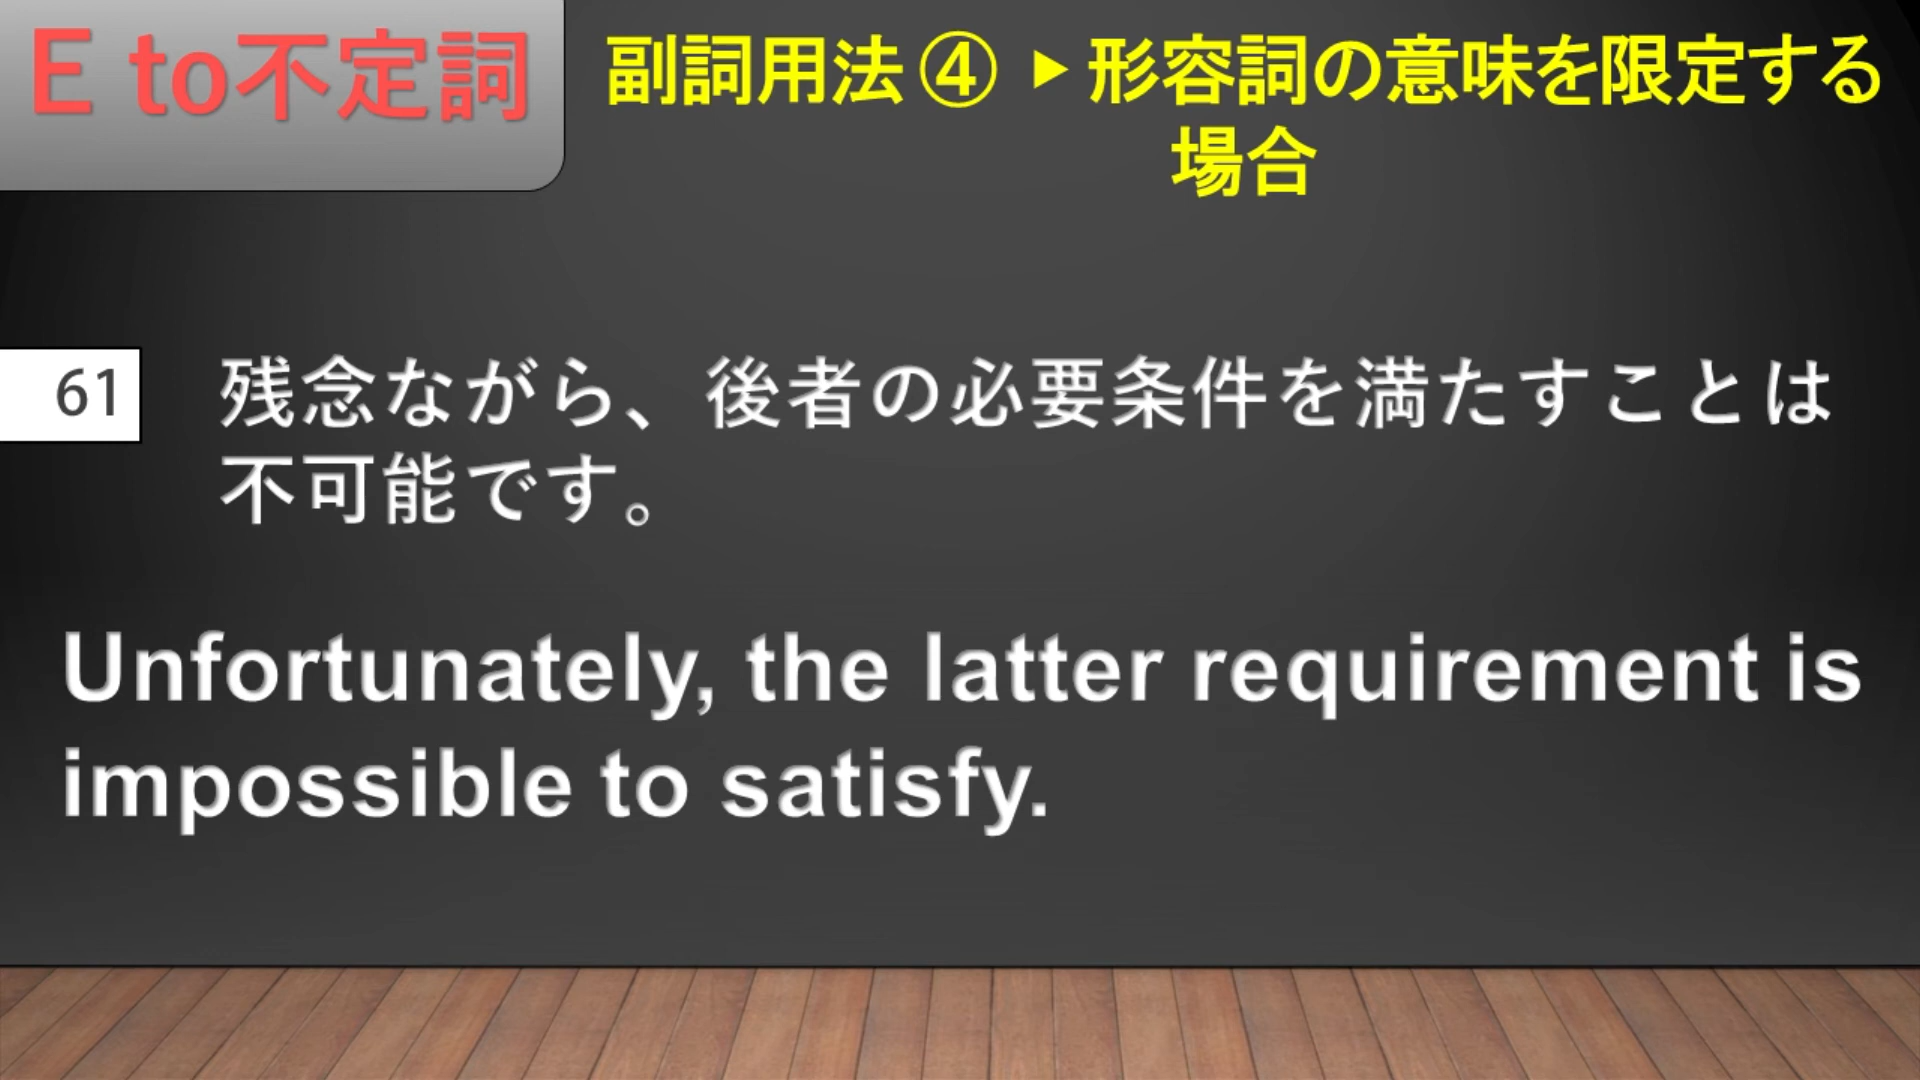 E to不定詞
副詞用法④ ▶形容詞の意味を限定する
場合
61
残念ながら、後者の必要条件を満たすことは
不可能です。
Unfortunately, the latter requirement is
impossible to satisfy.